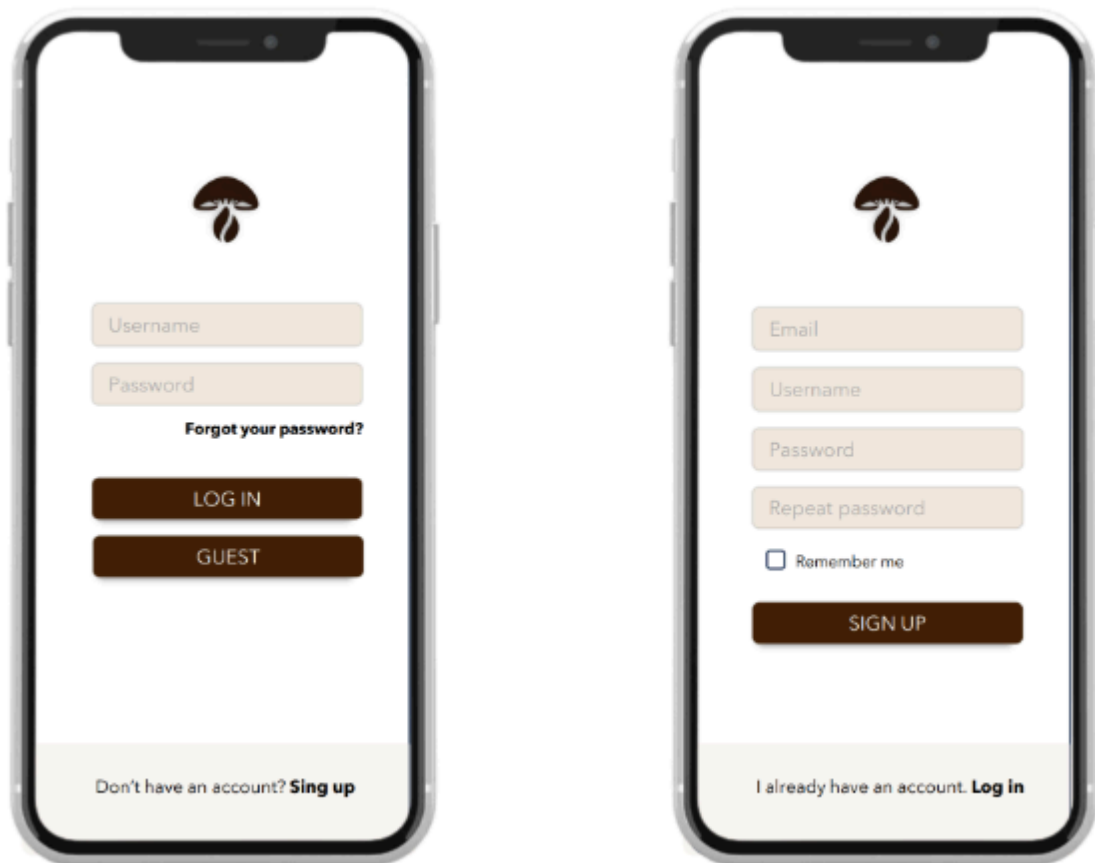 Username
Password
Forgot your password?
LOG IN
GUEST
Don't have an account? Sing up
Email
Username
Password
Repeat password
Remember me
SIGN UP
I already have an account. Log in